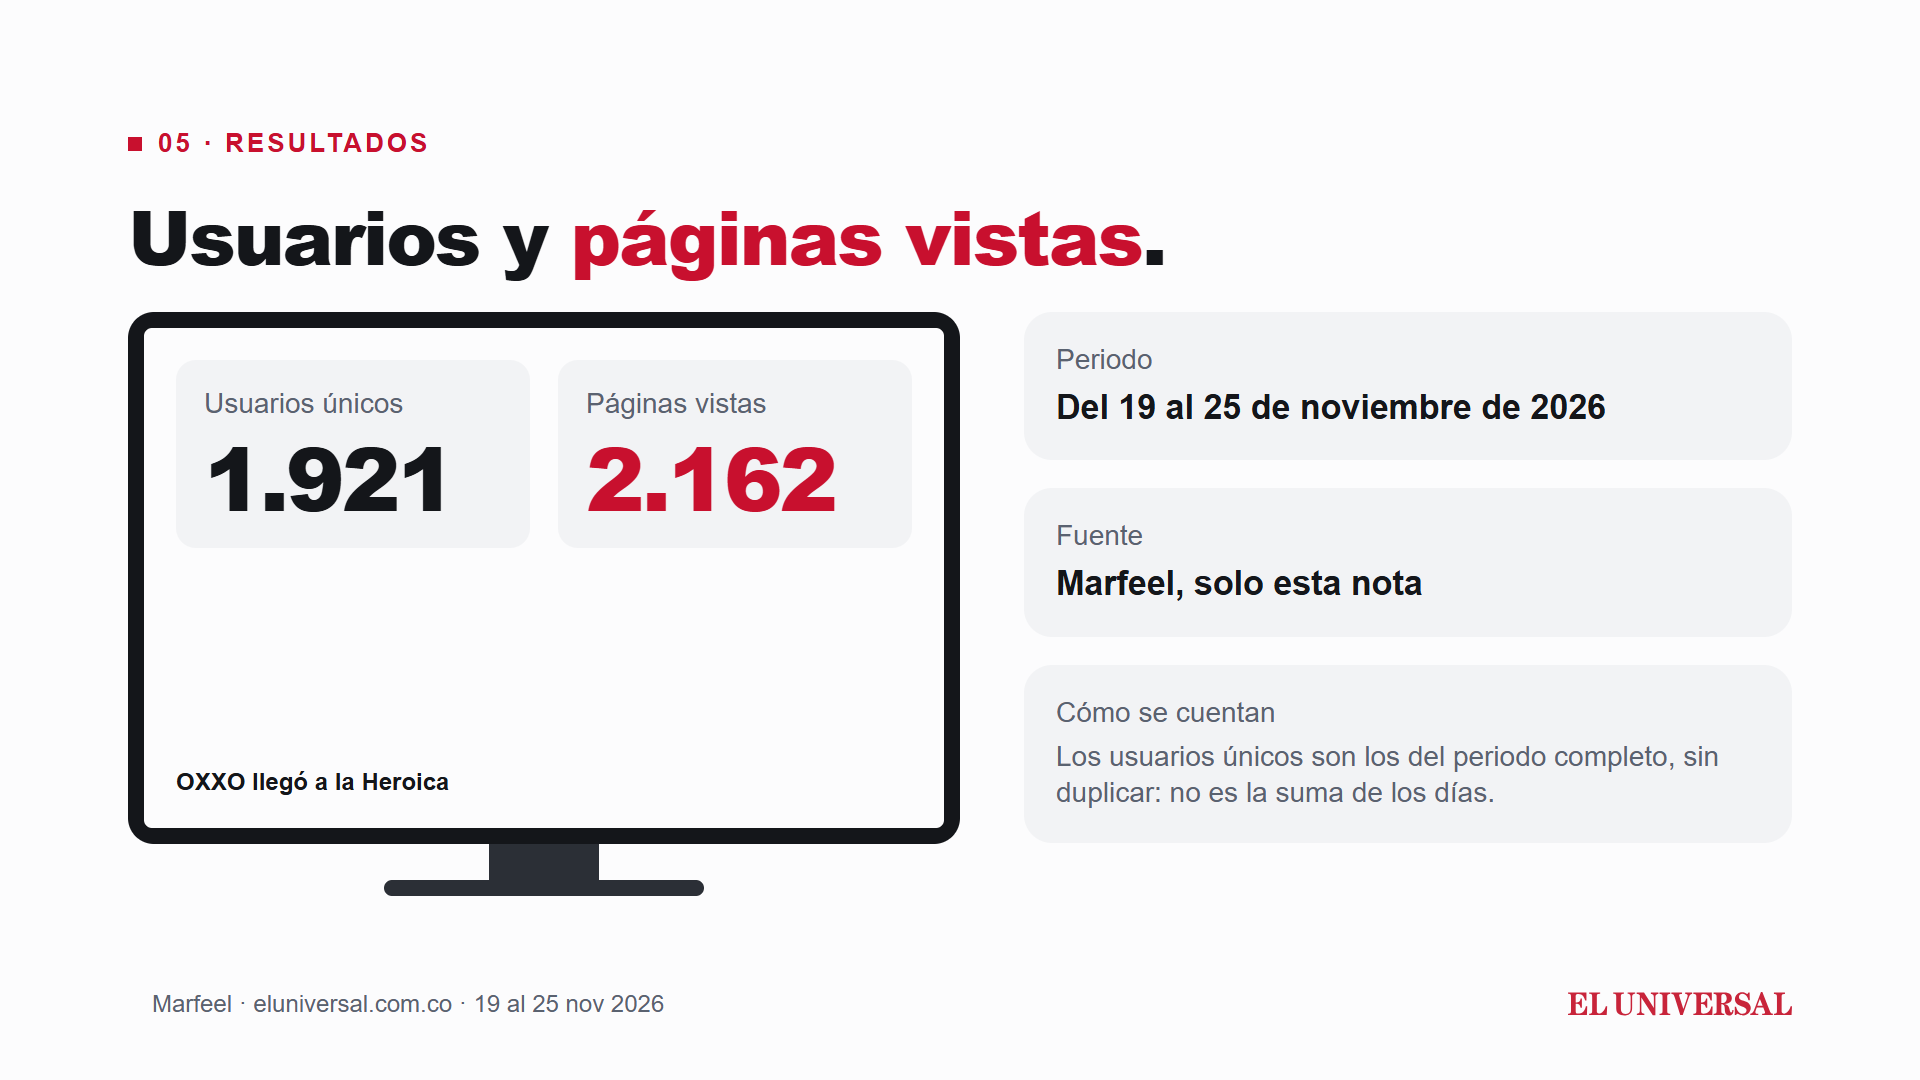 05 · RESULTADOS
Usuarios y páginas vistas.
Usuarios únicos
1.921
Páginas vistas
2.162
OXXO llegó a la Heroica
Periodo
Del 19 al 25 de noviembre de 2026
Fuente
Marfeel, solo esta nota
Cómo se cuentan
Los usuarios únicos son los del periodo completo, sin
duplicar: no es la suma de los días.
Marfeel · eluniversal.com.co · 19 al 25 nov 2026
EL UNIVERSAL